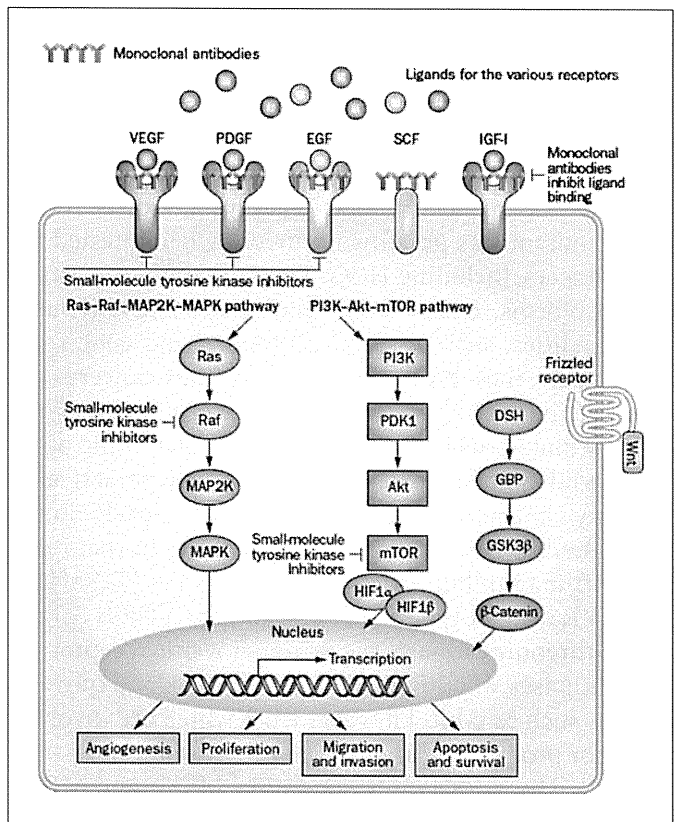 Monoclonal antibodies
Ligands for the various receptors
VEGF
PDGF
EGF
SCF
IGF-I
Monoclonal
antibodies
inhibit ligand
binding
Small-molecule tyrosine kinase inhibitors
Ras–Raf–MAP2K–MAPK pathway
PI3K–Akt–mTOR pathway
Ras
PI3K
Frizzled
receptor
Small-molecule
tyrosine kinase
inhibitors
Raf
PDK1
DSH
Wnt
MAP2K
Akt
GBP
MAPK
Small-molecule
tyrosine kinase
Inhibitors
mTOR
GSK3β
HIF1α
HIF1β
β-Catenin
Nucleus
Transcription
Angiogenesis
Proliferation
Migration
and invasion
Apoptosis
and survival